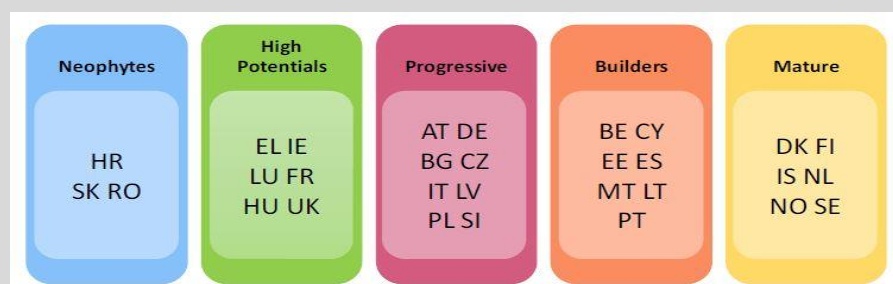 Neophytes
HR
SK RO
High
Potentials
EL IE
LU FR
HU UK
Progressive
AT DE
BG CZ
IT LV
PL SI
Builders
BE CY
EE ES
MT LT
PT
Mature
DK FI
IS NL
NO SE